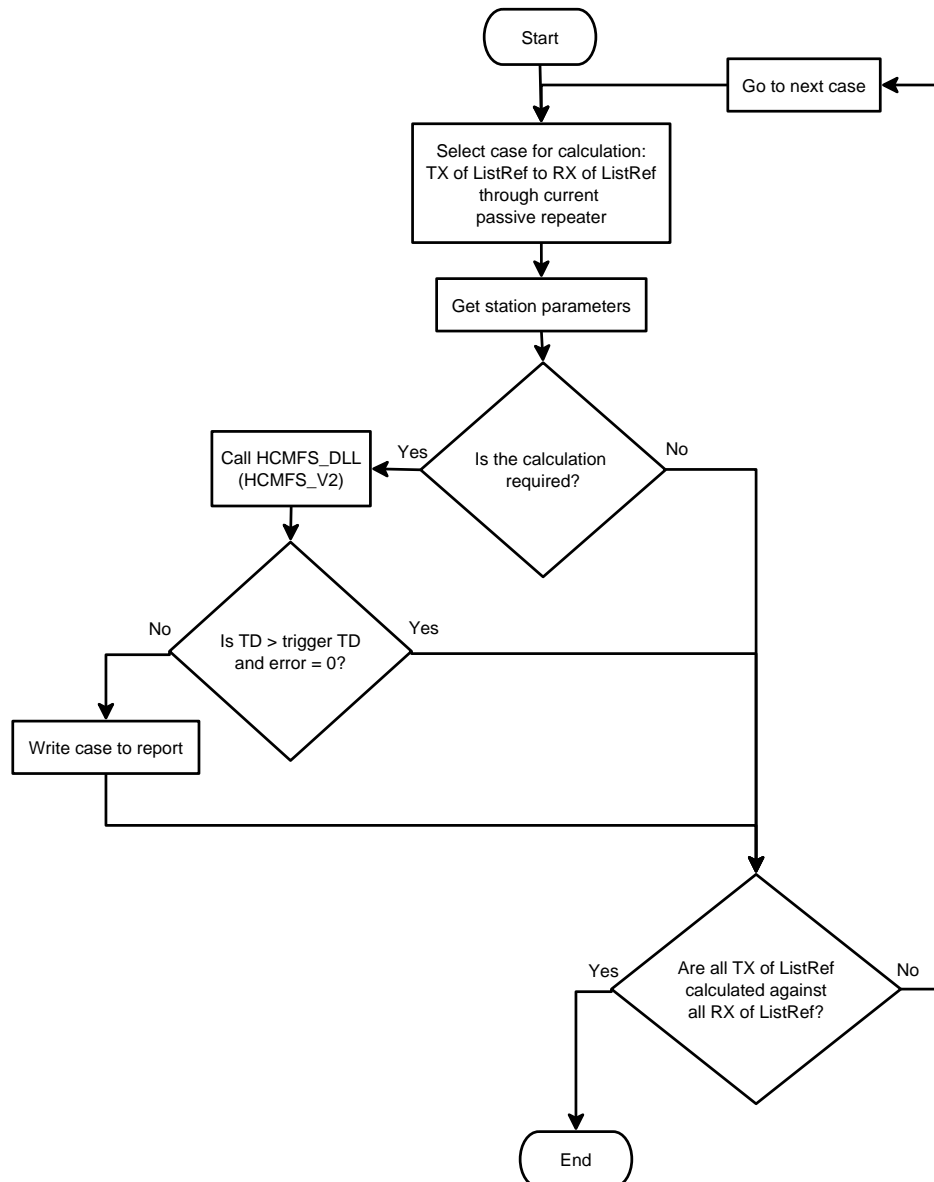 Start
Go to next case
Select case for calculation:
TX of ListRef to RX of ListRef
through current
passive repeater
Get station parameters
Is the calculation
required?
Yes
No
Call HCMFS_DLL
(HCMFS_V2)
Is TD > trigger TD
and error = 0?
No
Yes
Write case to report
Are all TX of ListRef
calculated against
all RX of ListRef?
Yes
No
End